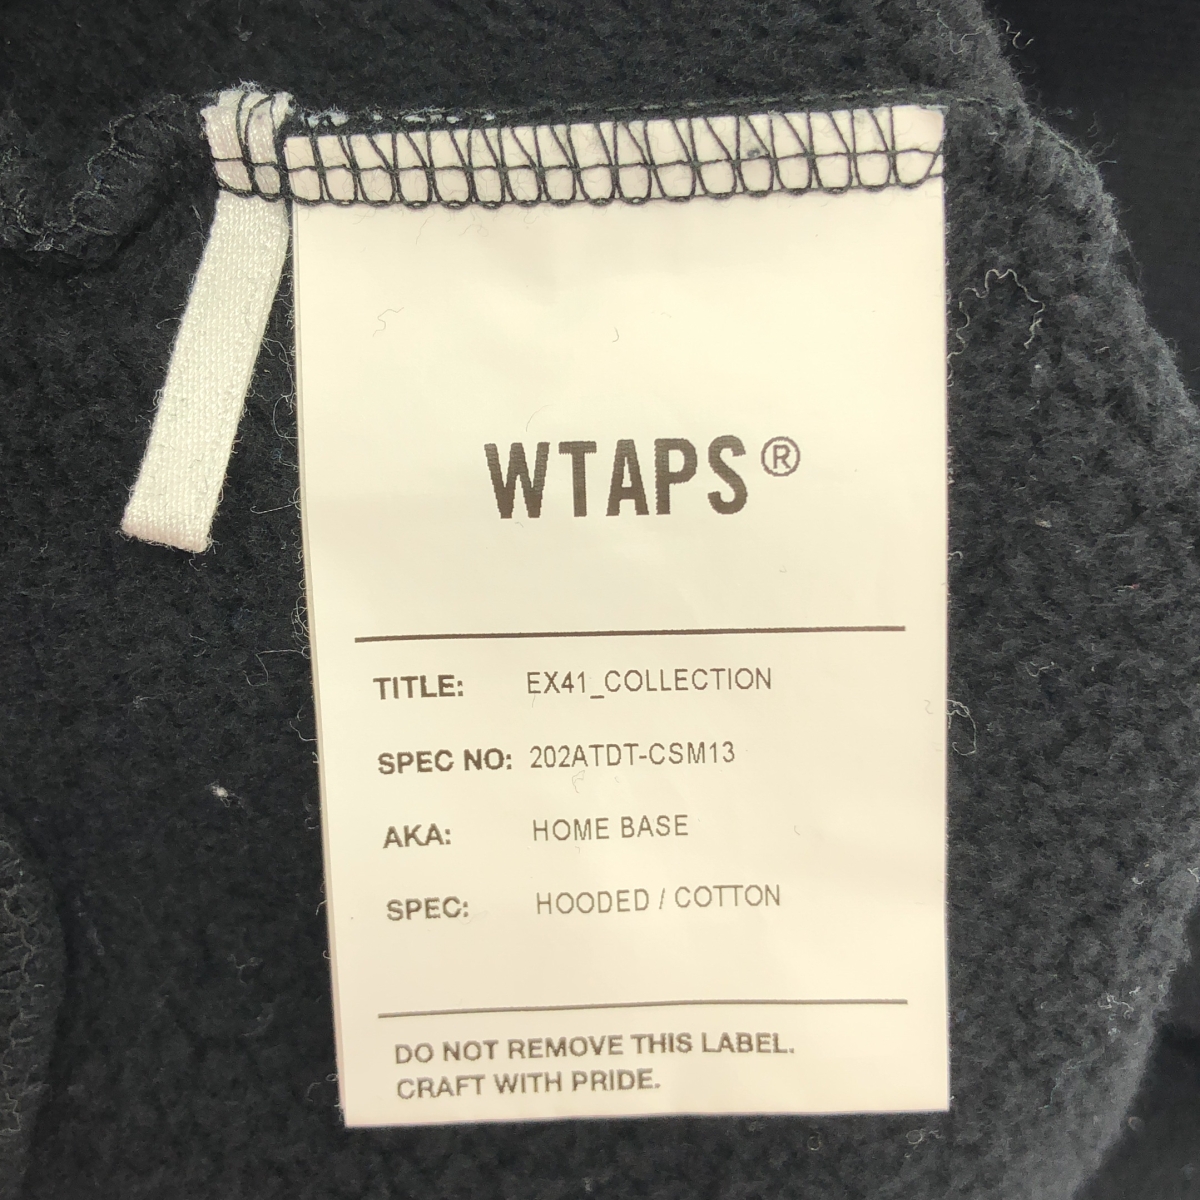 WTAPS®
TITLE: EX41_COLLECTION
SPEC NO: 202ATDT-CSM13
AKA: HOME BASE
SPEC: HOODED / COTTON
DO NOT REMOVE THIS LABEL.
CRAFT WITH PRIDE.